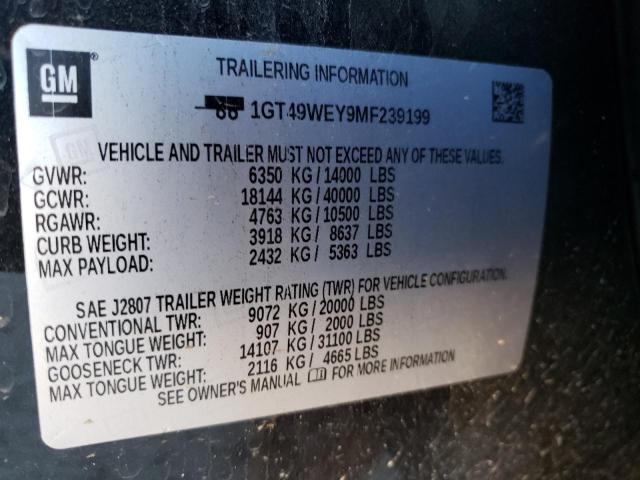 GM
TRAILERING INFORMATION
1GT49WEY9MF239199
VEHICLE AND TRAILER MUST NOT EXCEED ANY OF THESE VALUES.
GVWR: 6350 KG/14000 LBS
GCWR: 18144 KG/40000 LBS
RGAWR: 4763 KG/10500 LBS
CURB WEIGHT: 3918 KG/ 8637 LBS
MAX PAYLOAD: 2432 KG/ 5363 LBS
SAE J2807 TRAILER WEIGHT RATING (TWR) FOR VEHICLE CONFIGURATION.
CONVENTIONAL TWR: 9072 KG/20000 LBS
MAX TONGUE WEIGHT: 907 KG/ 2000 LBS
GOOSENECK TWR: 14107 KG/31100 LBS
MAX TONGUE WEIGHT: 2116 KG/ 4665 LBS
SEE OWNER'S MANUAL FOR MORE INFORMATION